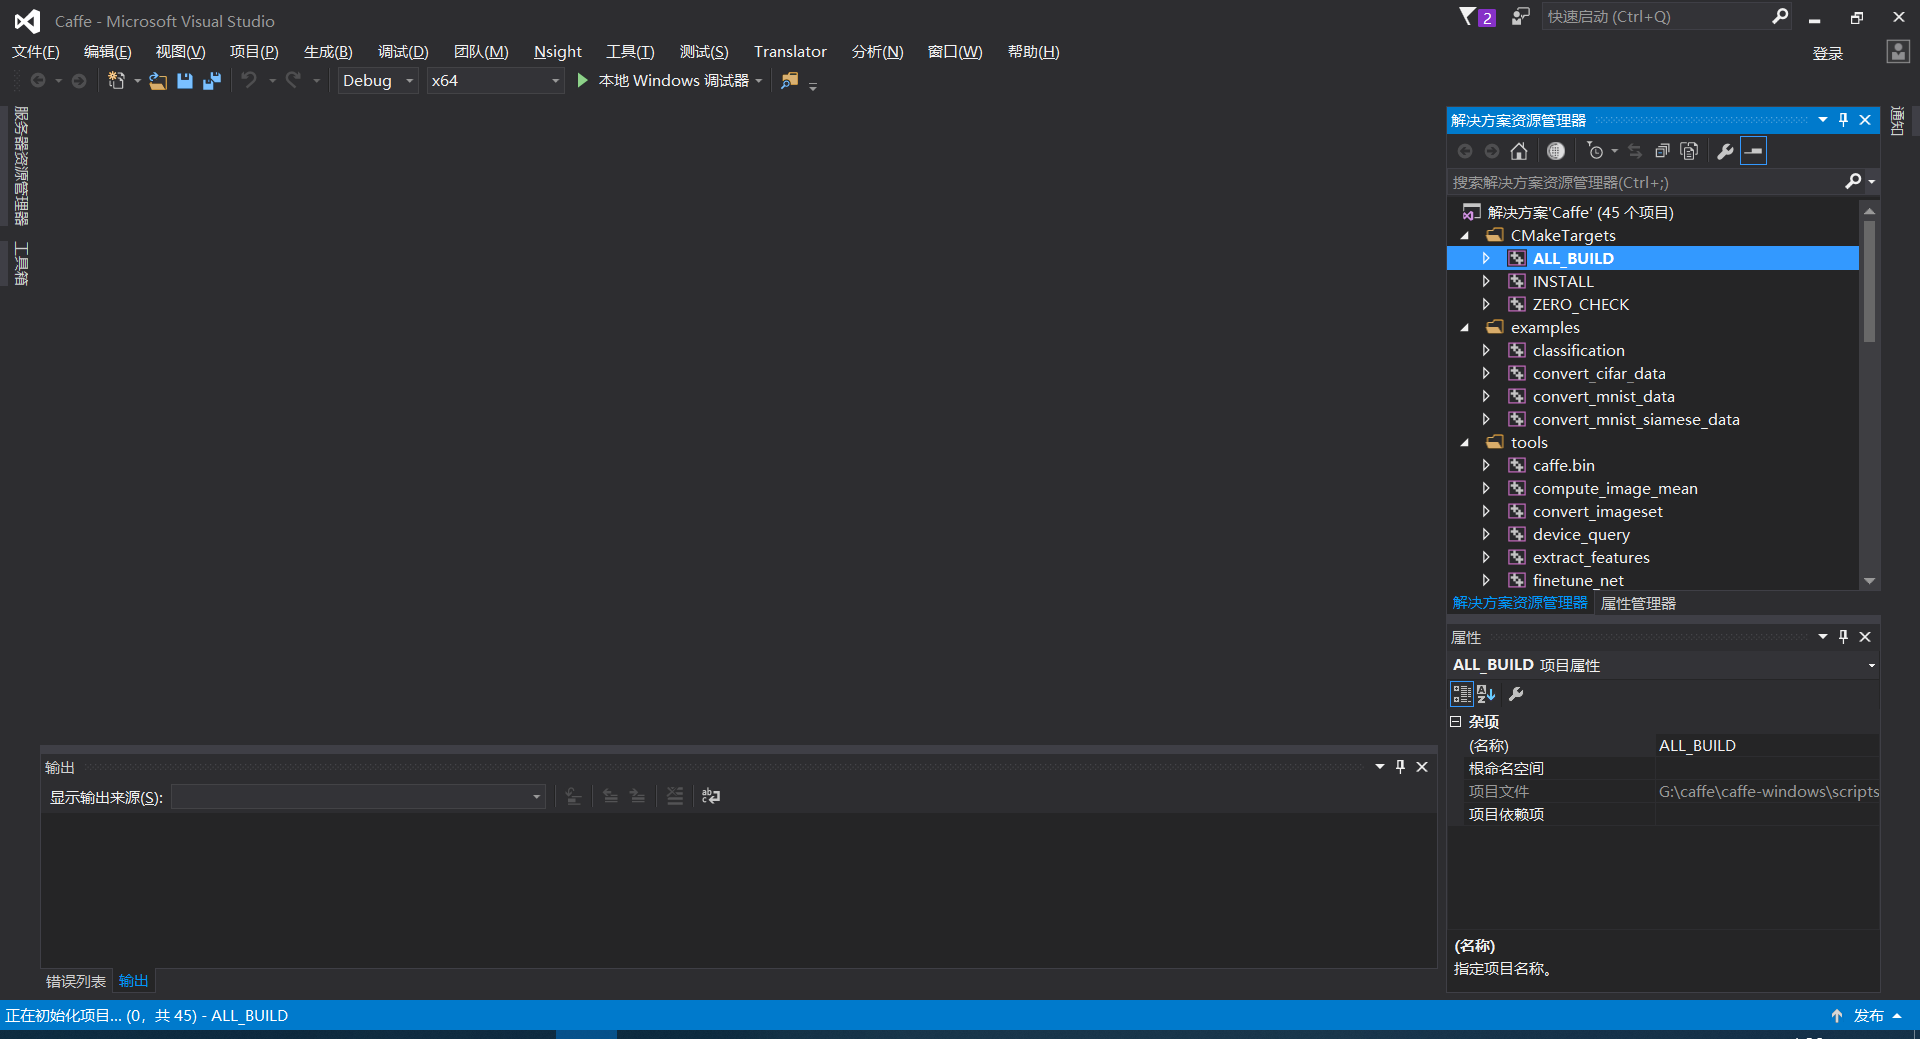 Caffe - Microsoft Visual Studio
2
快速启动 (Ctrl+Q)
文件(F) 编辑(E) 视图(V) 项目(P) 生成(B) 调试(D) 团队(M) Nsight 工具(T) 测试(S) Translator 分析(N) 窗口(W) 帮助(H)
登录
Debug x64 本地 Windows 调试器
服务器资源管理器
工具箱
解决方案资源管理器
通知
搜索解决方案资源管理器(Ctrl+;)
解决方案'Caffe' (45 个项目)
CMakeTargets
ALL_BUILD
INSTALL
ZERO_CHECK
examples
classification
convert_cifar_data
convert_mnist_data
convert_mnist_siamese_data
tools
caffe.bin
compute_image_mean
convert_imageset
device_query
extract_features
finetune_net
解决方案资源管理器 属性管理器
属性
ALL_BUILD 项目属性
杂项
(名称) ALL_BUILD
根命名空间
项目文件 G:\caffe\caffe-windows\scripts
项目依赖项
(名称)
指定项目名称。
输出
显示输出来源(S):
错误列表 输出
正在初始化项目... (0，共 45) - ALL_BUILD
发布